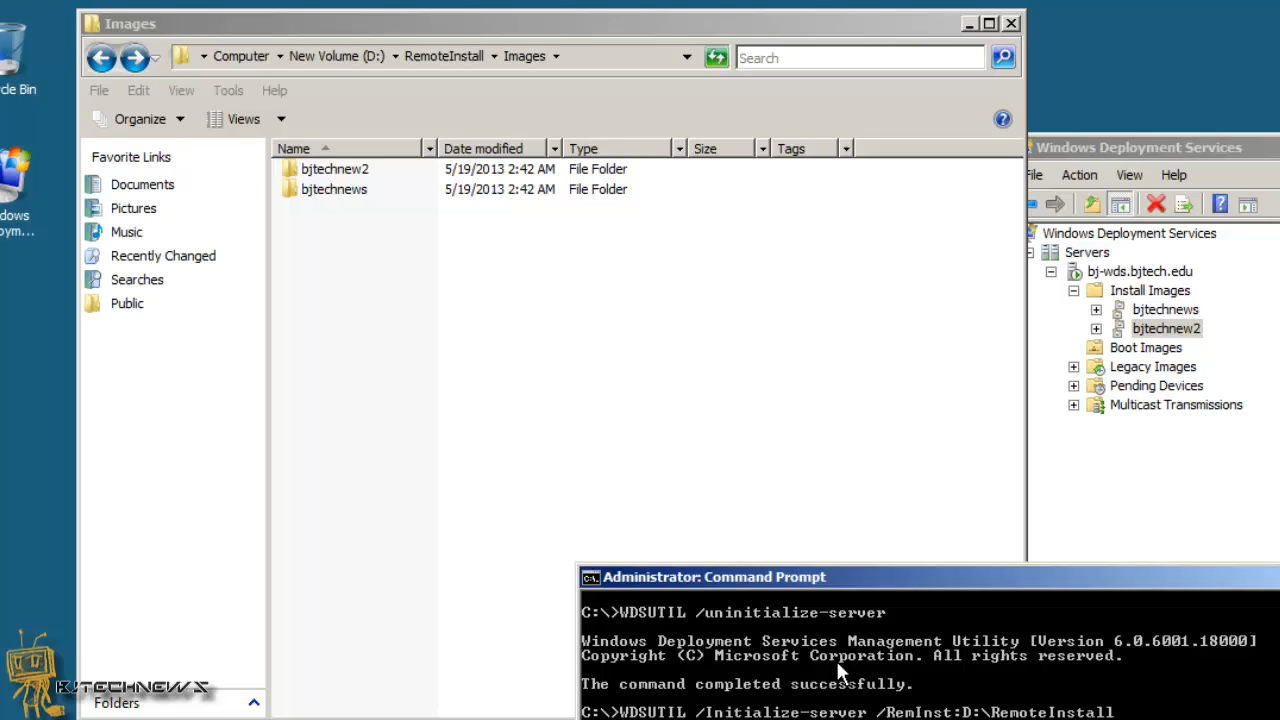 Images
Computer
New Volume (D:)
RemoteInstall
Images
Search
File
Edit
View
Tools
Help
Organize
Views
cle Bin
dows
oym...
Favorite Links
Documents
Pictures
Music
Recently Changed
Searches
Public
Folders
Name
Date modified
Type
Size
Tags
bjtechnew2 5/19/2013 2:42 AM File Folder
bjtechnews 5/19/2013 2:42 AM File Folder
Windows Deployment Services
ile
Action
View
Help
Windows Deployment Services
Servers
bj-wds.bjtech.edu
Install Images
bjtechnews
bjtechnew2
Boot Images
Legacy Images
Pending Devices
Multicast Transmissions
Administrator: Command Prompt
C:\>WDSUTIL /uninitialize-server
Windows Deployment Services Management Utility [Version 6.0.6001.18000]
Copyright (C) Microsoft Corporation. All rights reserved.
The command completed successfully.
C:\>WDSUTIL /Initialize-server /RemInst:D:\RemoteInstall
BJTECHNEWS